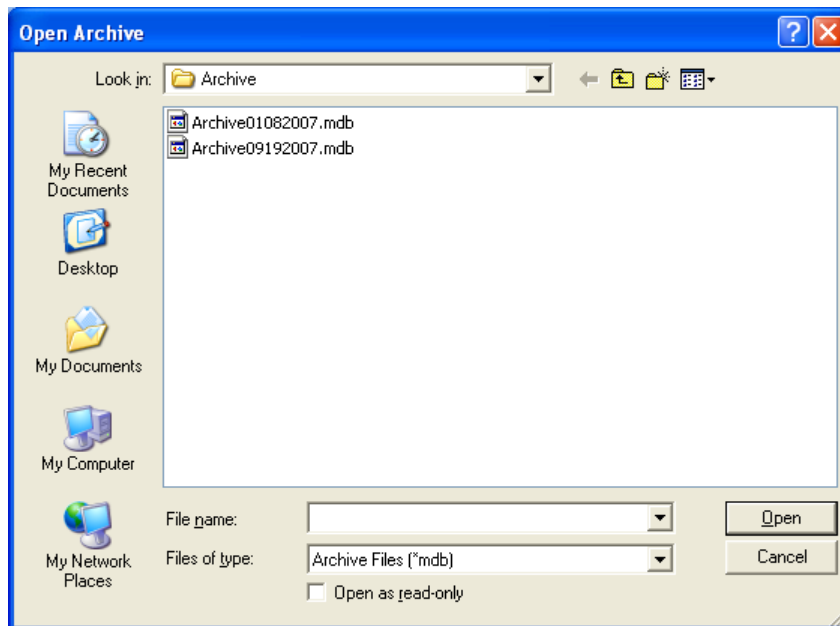 Open Archive
Look in:
Archive
Archive01082007.mdb
Archive09192007.mdb
My Recent
Documents
Desktop
My Documents
My Computer
My Network
Places
File name:
Open
Files of type:
Archive Files (*mdb)
Cancel
Open as read-only